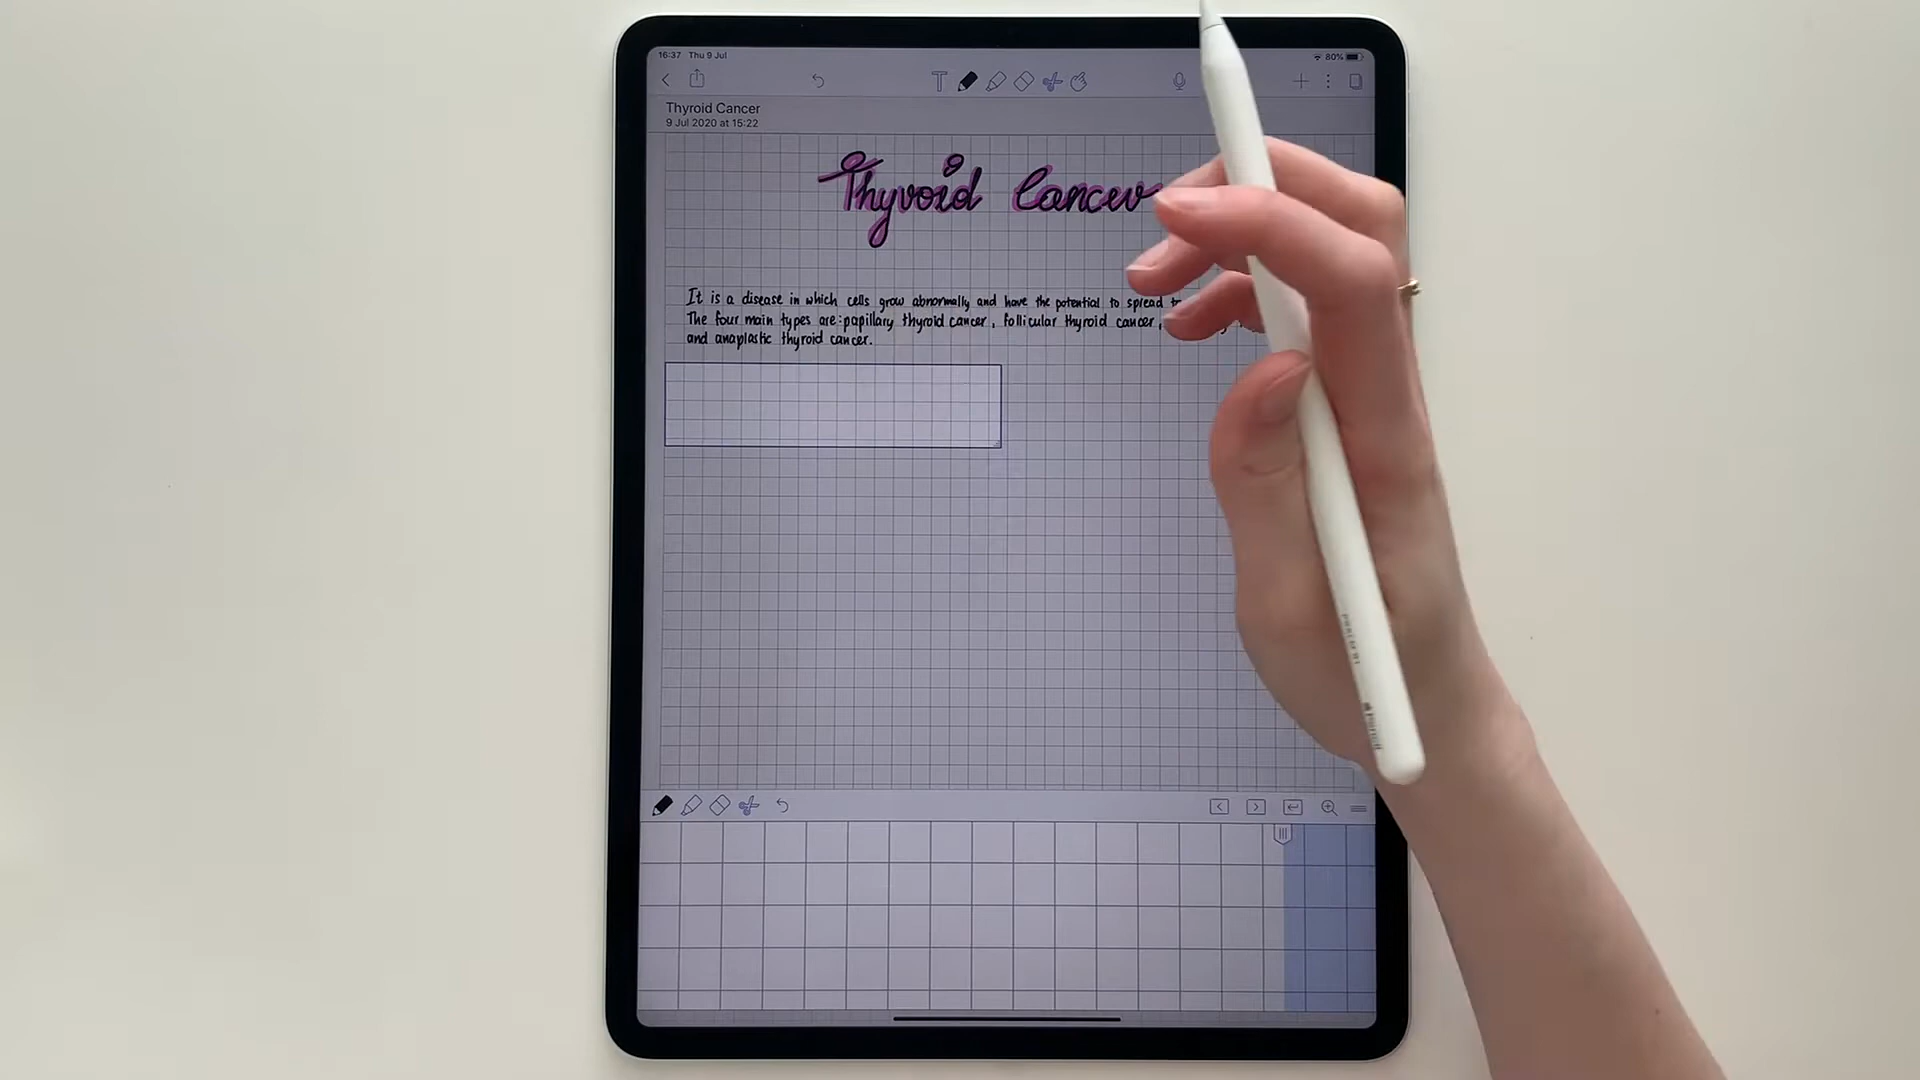 16:37 Thu 9 Jul
80%
Thyroid Cancer
9 Jul 2020 at 15:22
Thyroid Cancer
It is a disease in which cells grow abnormally and have the potential to spread to
The four main types are: papillary thyroid cancer, follicular thyroid cancer,
and anaplastic thyroid cancer.
Pencil